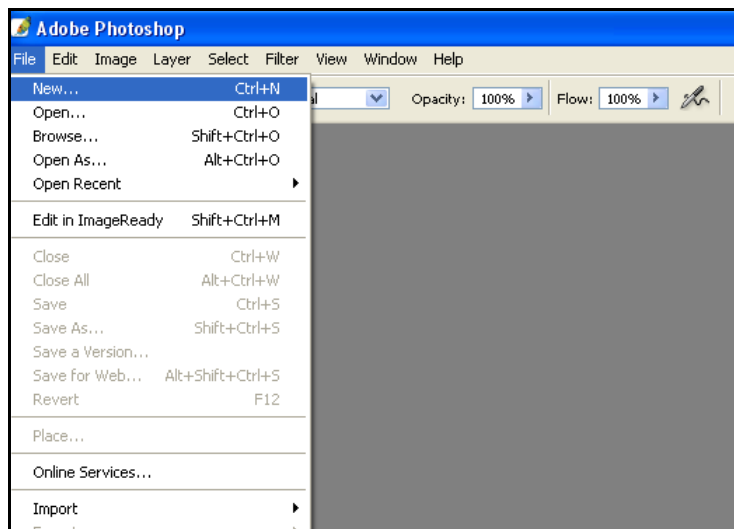 Adobe Photoshop
File Edit Image Layer Select Filter View Window Help
New... Ctrl+N
Opacity: 100% Flow: 100%
Open... Ctrl+O
Browse... Shift+Ctrl+O
Open As... Alt+Ctrl+O
Open Recent
Edit in ImageReady Shift+Ctrl+M
Close Ctrl+W
Close All Alt+Ctrl+W
Save Ctrl+S
Save As... Shift+Ctrl+S
Save a Version...
Save for Web... Alt+Shift+Ctrl+S
Revert F12
Place...
Online Services...
Import